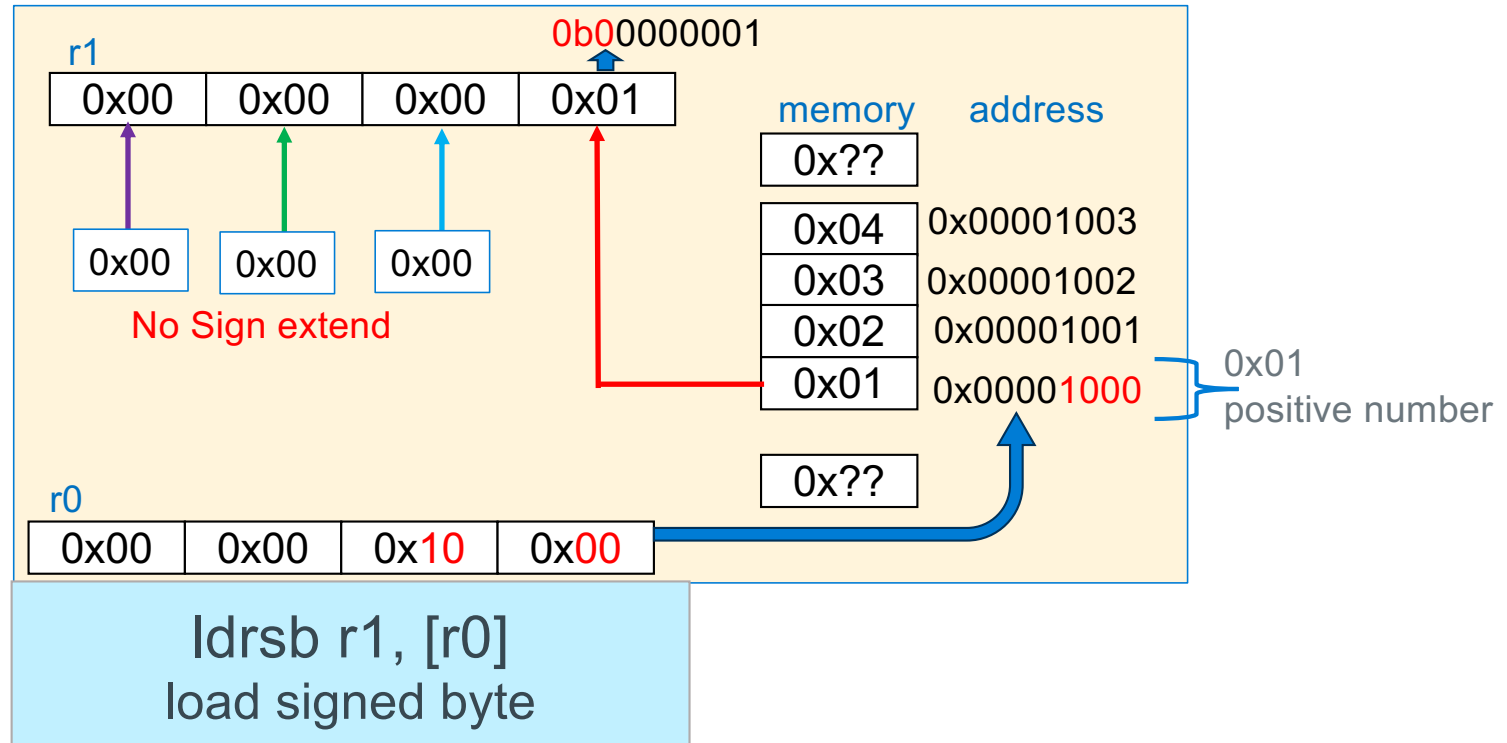 0b00000001
r1
0x00 0x00 0x00 0x01
memory address
0x??
0x04 0x00001003
0x00 0x00 0x00
0x03 0x00001002
No Sign extend
0x02 0x00001001
0x01 0x00001000
0x01
positive number
0x??
r0
0x00 0x00 0x10 0x00
ldrsb r1, [r0]
load signed byte